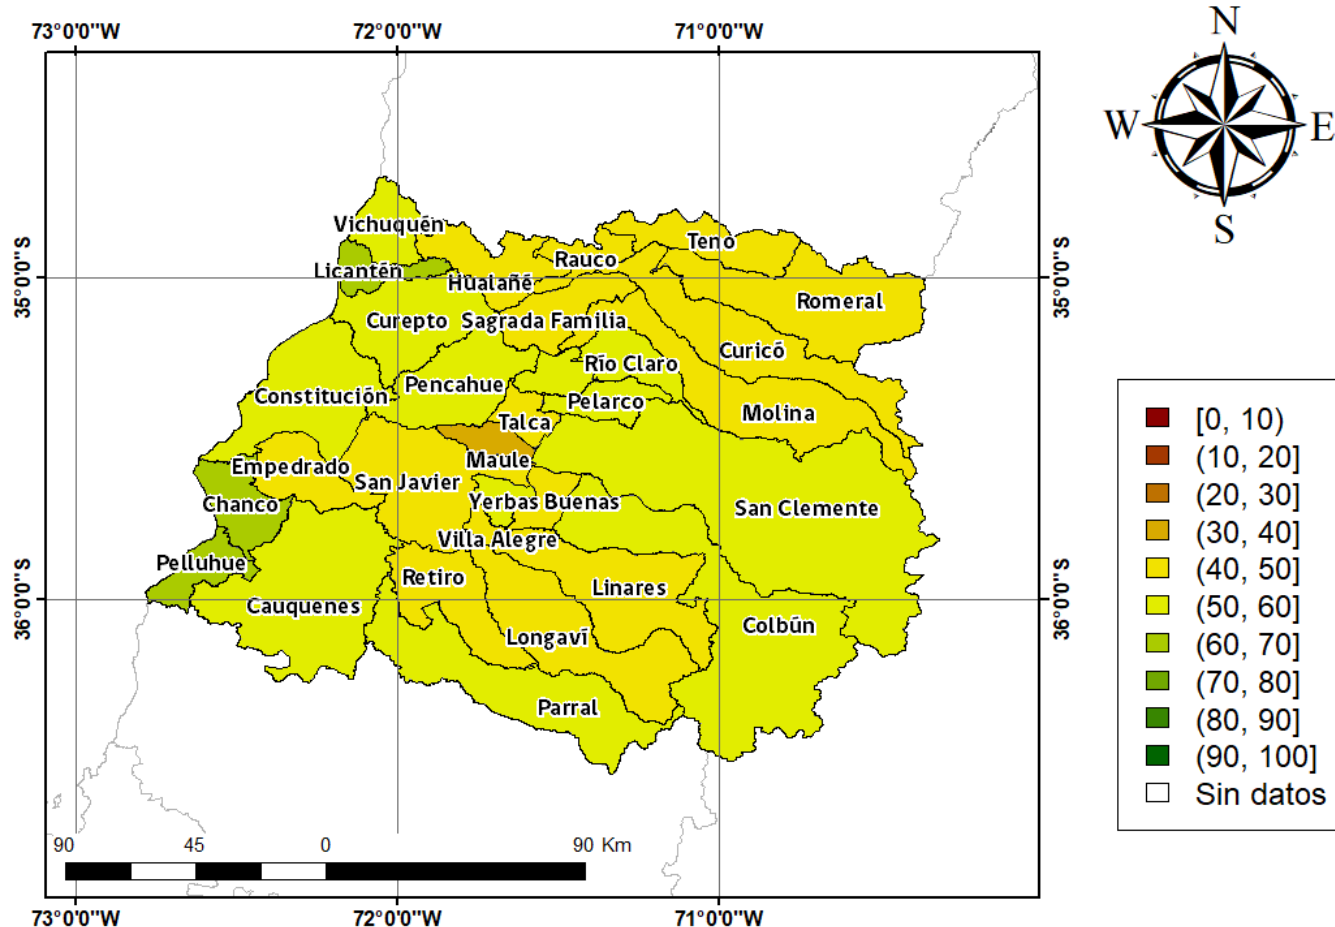 73°0'0"W 72°0'0"W 71°0'0"W
N
W E
S
35°0'0"S 35°0'0"S
36°0'0"S 36°0'0"S
Vichuquén
Teno
Rauco
Licantén
Hualañé
Romeral
Curepto Sagrada Familia
Curicó
Río Claro
Pencahue
Constitución
Pelarco
Molina
Talca
Maule
Empedrado
San Javier
Yerbas Buenas
Chanco
San Clemente
Villa Alegre
Pelluhue
Retiro
Linares
Cauquenes
Colbún
Longaví
Parral
[0, 10)
(10, 20]
(20, 30]
(30, 40]
(40, 50]
(50, 60]
(60, 70]
(70, 80]
(80, 90]
(90, 100]
Sin datos
90 45 0 90 Km
73°0'0"W 72°0'0"W 71°0'0"W